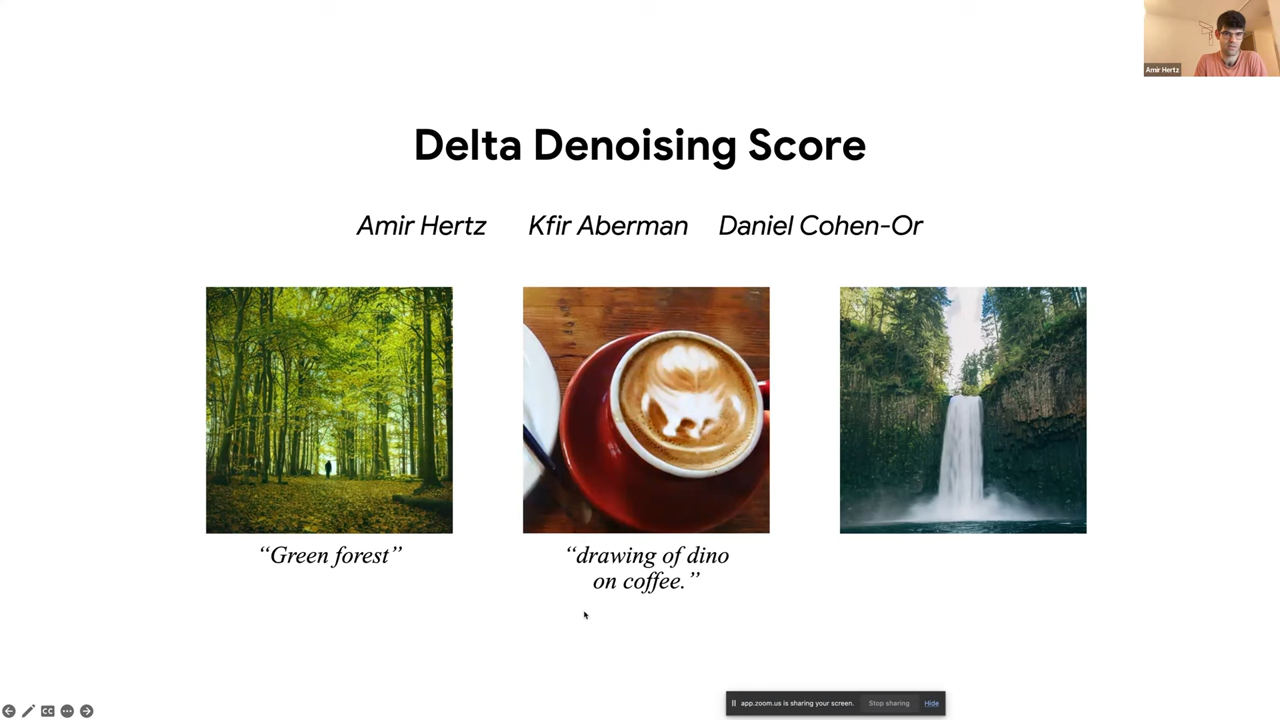 Amir Hertz
Delta Denoising Score
Amir Hertz Kfir Aberman Daniel Cohen-Or
“Green forest”
“drawing of dino
on coffee.”
CC
app.zoom.us is sharing your screen. Stop sharing Hide